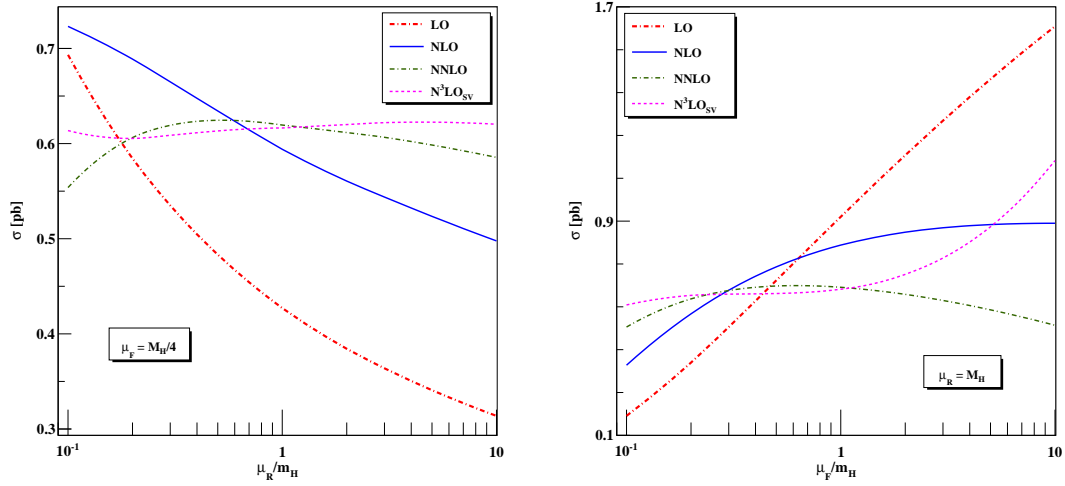 σ [pb]
0.7
0.6
0.5
0.4
0.3
LO
NLO
NNLO
N³LO_SV
μ_F = M_H/4
10⁻¹
1
10
μ_R/m_H
σ [pb]
1.7
0.9
0.1
LO
NLO
NNLO
N³LO_SV
μ_R = M_H
10⁻¹
1
10
μ_F/m_H